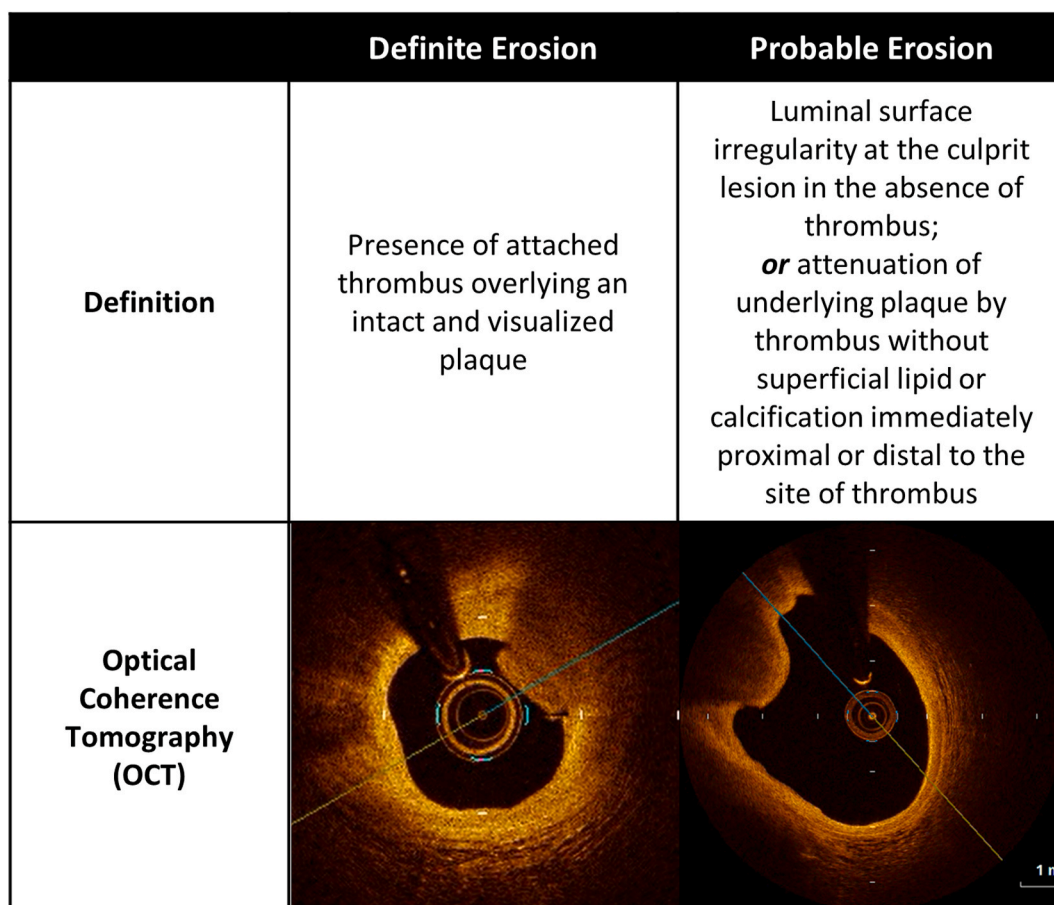 Definite Erosion
Probable Erosion
Definition
Presence of attached
thrombus overlying an
intact and visualized
plaque
Luminal surface
irregularity at the culprit
lesion in the absence of
thrombus;
or attenuation of
underlying plaque by
thrombus without
superficial lipid or
calcification immediately
proximal or distal to the
site of thrombus
Optical
Coherence
Tomography
(OCT)
1